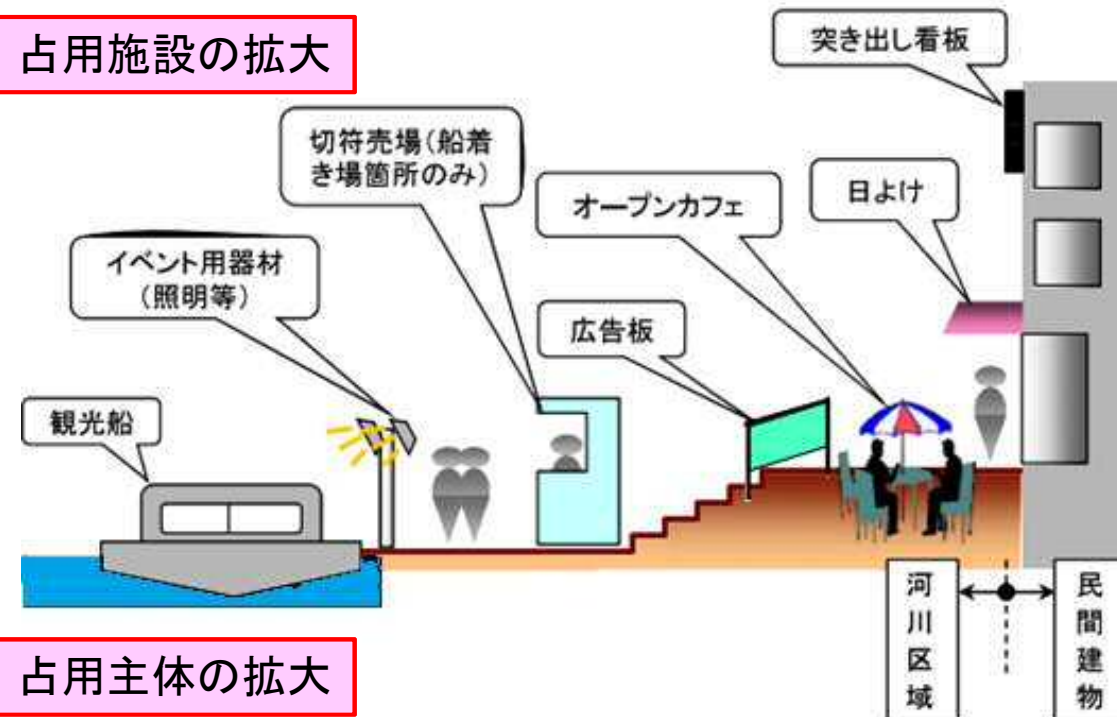 占用施設の拡大
突き出し看板
切符売場(船着
き場箇所のみ)
オープンカフェ
日よけ
イベント用器材
(照明等)
広告板
観光船
河川区域
民間建物
占用主体の拡大